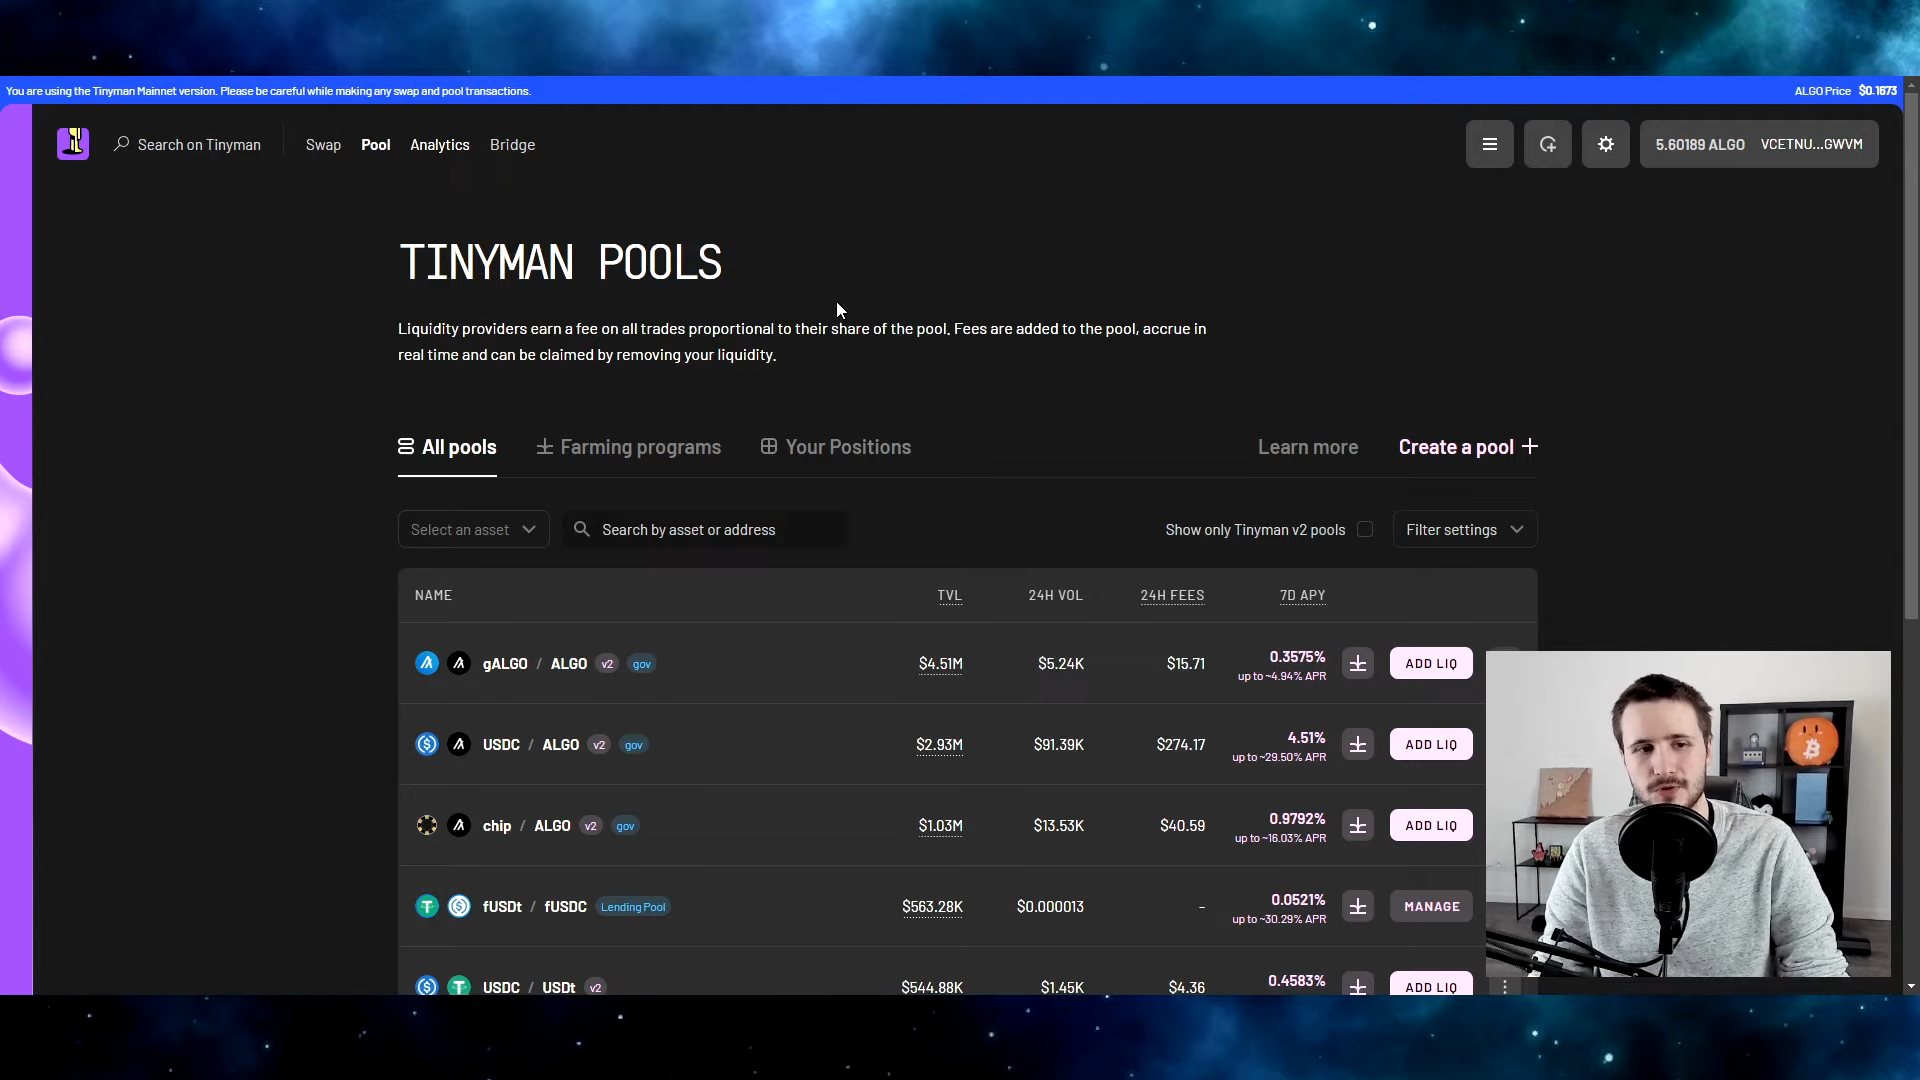 You are using the Tinyman Mainnet version. Please be careful while making any swap and pool transactions.
ALGO Price $0.1673
Search on Tinyman
Swap Pool Analytics Bridge
5.60189 ALGO VCETNU...GWVM
TINYMAN POOLS
Liquidity providers earn a fee on all trades proportional to their share of the pool. Fees are added to the pool, accrue in
real time and can be claimed by removing your liquidity.
All pools Farming programs Your Positions Learn more Create a pool +
Select an asset Search by asset or address Show only Tinyman v2 pools Filter settings
NAME TVL 24H VOL 24H FEES 7D APY
gALGO / ALGO v2 gov $4.51M $5.24K $15.71 0.3575% ADD LIQ
up to ~4.94% APR
USDC / ALGO v2 gov $2.93M $91.39K $274.17 4.51% ADD LIQ
up to ~29.50% APR
chip / ALGO v2 gov $1.03M $13.53K $40.59 0.9792% ADD LIQ
up to ~16.03% APR
fUSDt / fUSDC Lending Pool $563.28K $0.000013 - 0.0521% MANAGE
up to ~30.29% APR
USDC / USDt v2 $544.88K $1.45K $4.36 0.4583% ADD LIQ